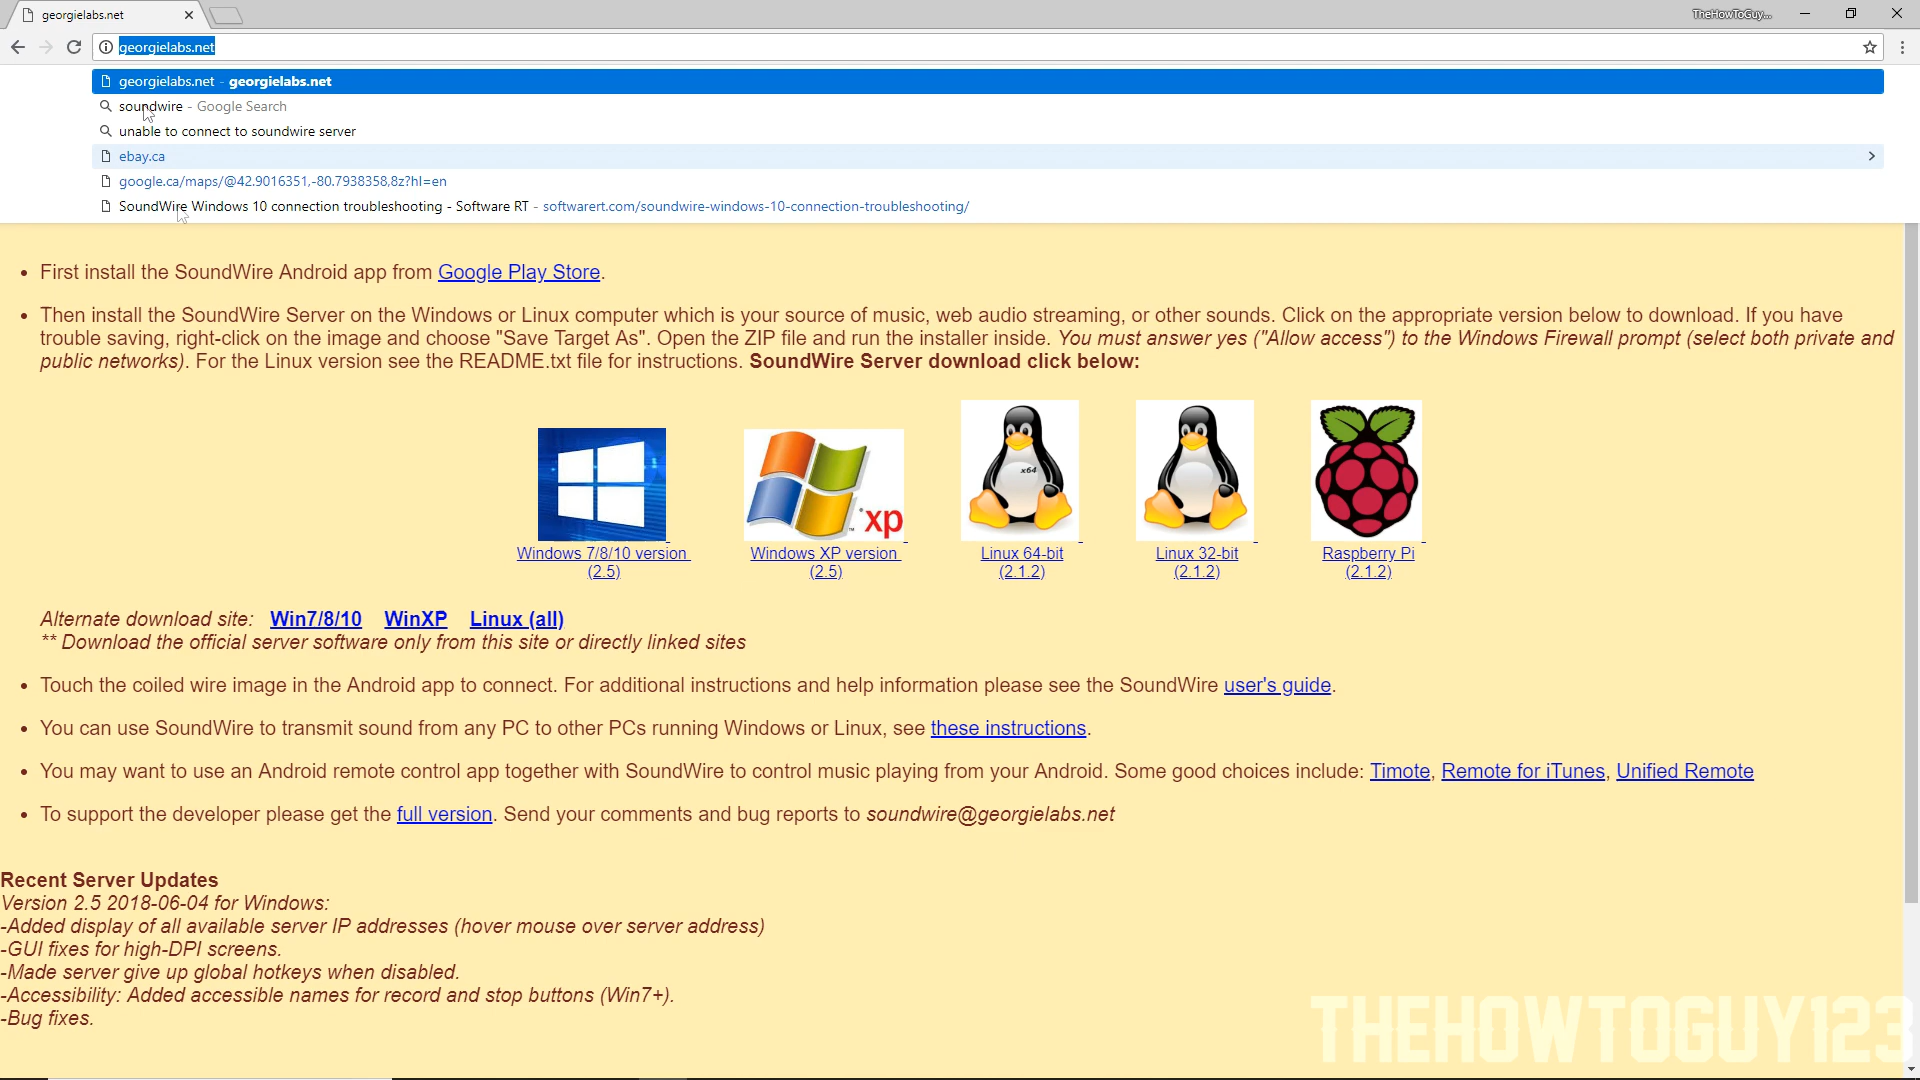 georgielabs.net
TheHowToGuy...
georgielabs.net
georgielabs.net - georgielabs.net
soundwire - Google Search
unable to connect to soundwire server
ebay.ca
google.ca/maps/@42.9016351,-80.7938358,8z?hl=en
SoundWire Windows 10 connection troubleshooting - Software RT - softwarert.com/soundwire-windows-10-connection-troubleshooting/
• First install the SoundWire Android app from Google Play Store.
• Then install the SoundWire Server on the Windows or Linux computer which is your source of music, web audio streaming, or other sounds. Click on the appropriate version below to download. If you have
trouble saving, right-click on the image and choose "Save Target As". Open the ZIP file and run the installer inside. You must answer yes ("Allow access") to the Windows Firewall prompt (select both private and
public networks). For the Linux version see the README.txt file for instructions. SoundWire Server download click below:
xp
x64
Windows 7/8/10 version
(2.5)
Windows XP version
(2.5)
Linux 64-bit
(2.1.2)
Linux 32-bit
(2.1.2)
Raspberry Pi
(2.1.2)
Alternate download site: Win7/8/10 WinXP Linux (all)
** Download the official server software only from this site or directly linked sites
• Touch the coiled wire image in the Android app to connect. For additional instructions and help information please see the SoundWire user's guide.
• You can use SoundWire to transmit sound from any PC to other PCs running Windows or Linux, see these instructions.
• You may want to use an Android remote control app together with SoundWire to control music playing from your Android. Some good choices include: Timote, Remote for iTunes, Unified Remote
• To support the developer please get the full version. Send your comments and bug reports to soundwire@georgielabs.net
Recent Server Updates
Version 2.5 2018-06-04 for Windows:
-Added display of all available server IP addresses (hover mouse over server address)
-GUI fixes for high-DPI screens.
-Made server give up global hotkeys when disabled.
-Accessibility: Added accessible names for record and stop buttons (Win7+).
-Bug fixes.
THEHOWTOGUY123